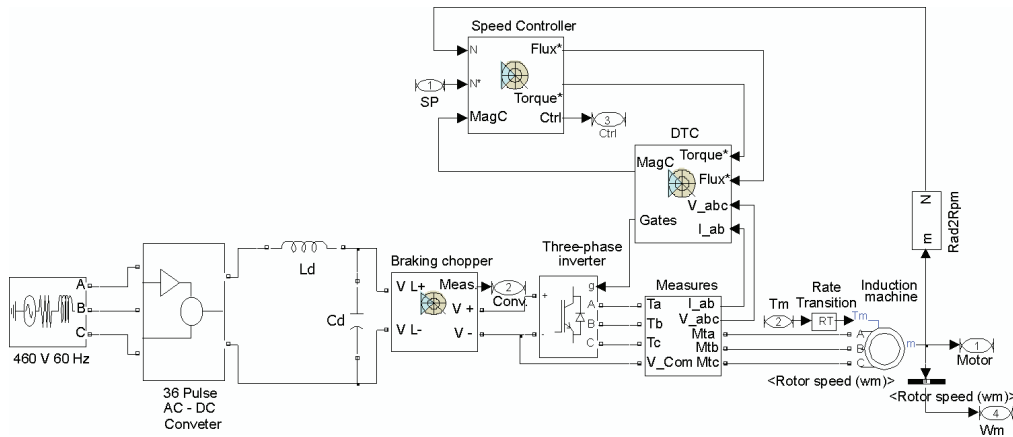 Speed Controller
N
Flux*
1
N*
SP
Torque*
MagC
Ctrl
3
Ctrl
DTC
MagC
Torque*
Flux*
V_abc
Gates
I_ab
N
m
Rad2Rpm
Ld
Cd
A
B
C
460 V 60 Hz
36 Pulse
AC - DC
Conveter
Braking chopper
V L+
Meas.
2
Conv.
V +
V L-
V -
Three-phase
inverter
g
+
-
A
B
C
Measures
Ta
I_ab
V_abc
Tb
Mta
Tc
Mtb
V_Com
Mtc
Tm
2
Rate
Transition
RT
Induction
machine
Tm
A
B
C
m
<Rotor speed (wm)>
1
Motor
<Rotor speed (wm)>
4
Wm